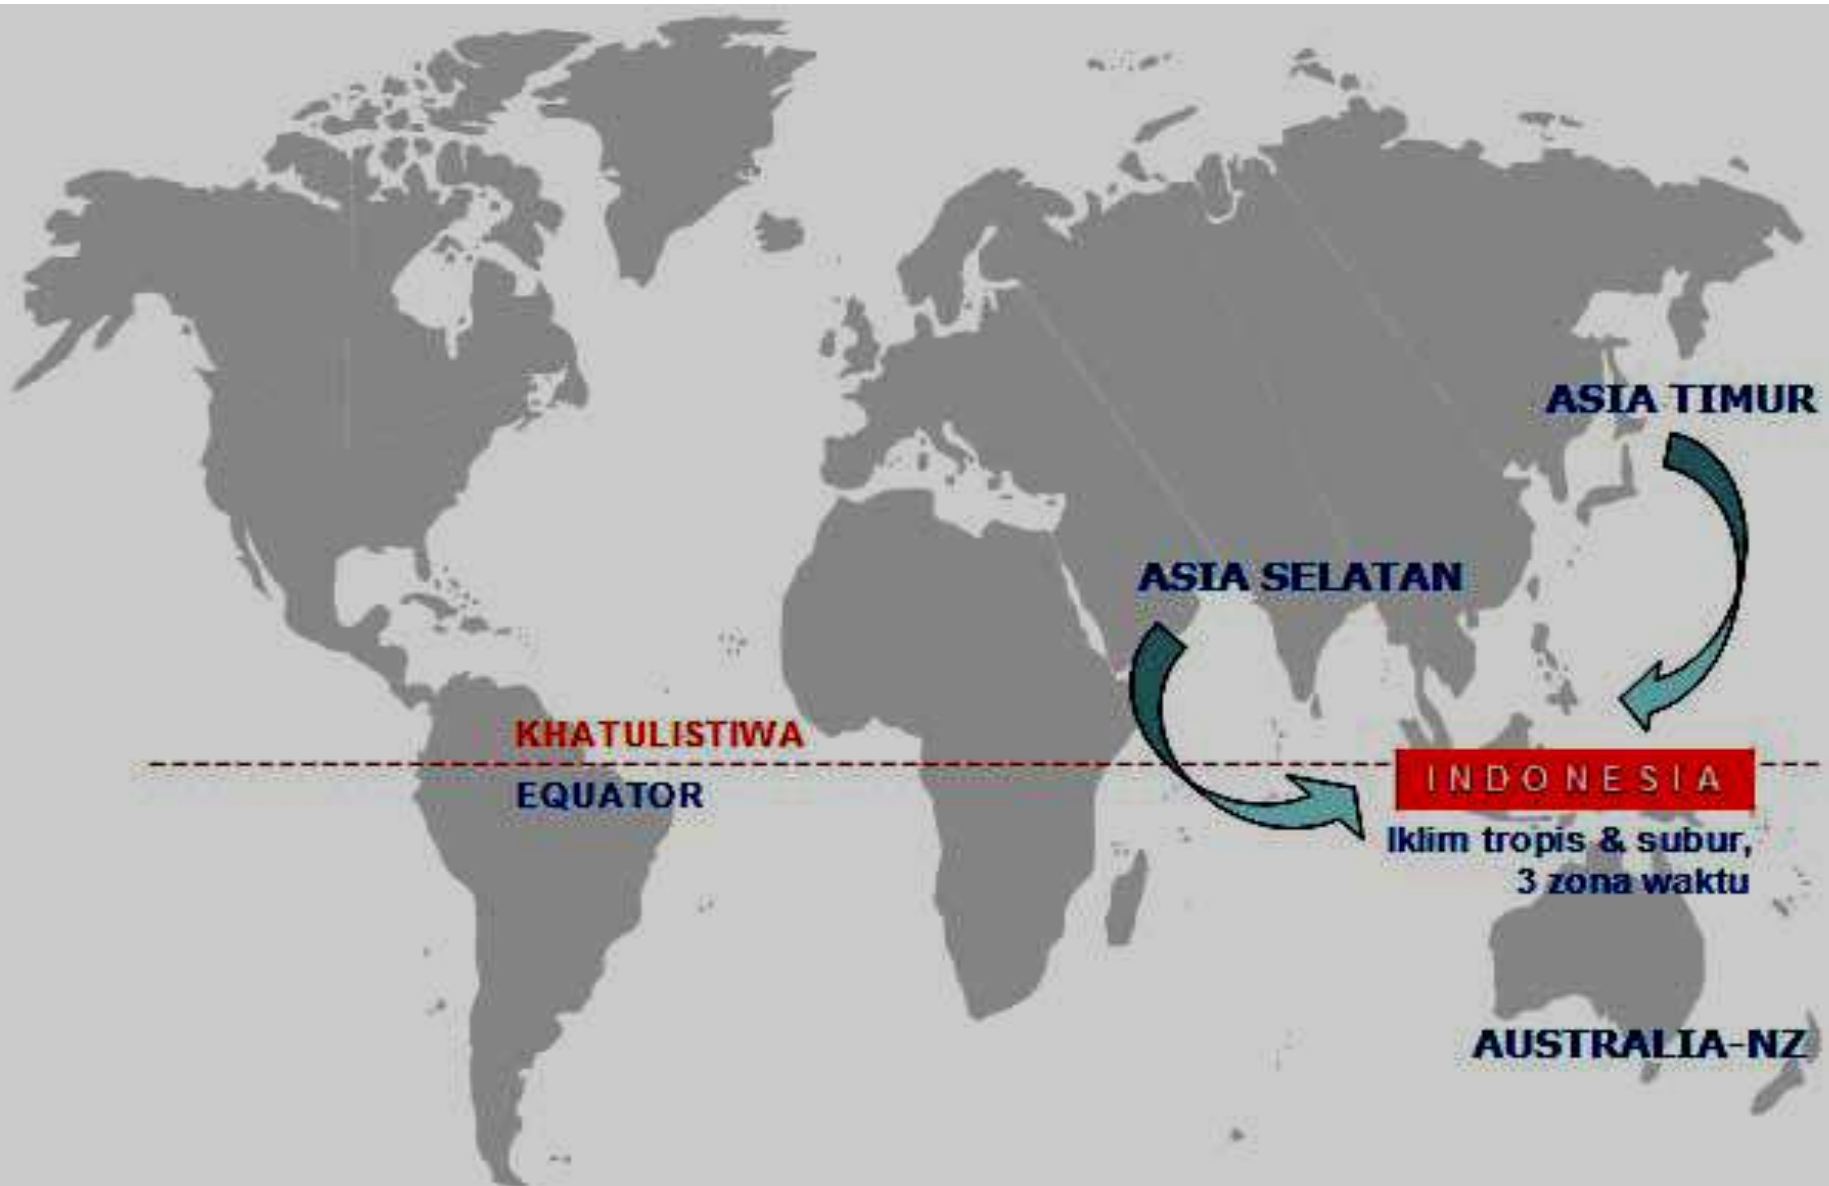 ASIA TIMUR
ASIA SELATAN
KHATULISTIWA
EQUATOR
INDONESIA
Iklim tropis & subur,
3 zona waktu
AUSTRALIA-NZ